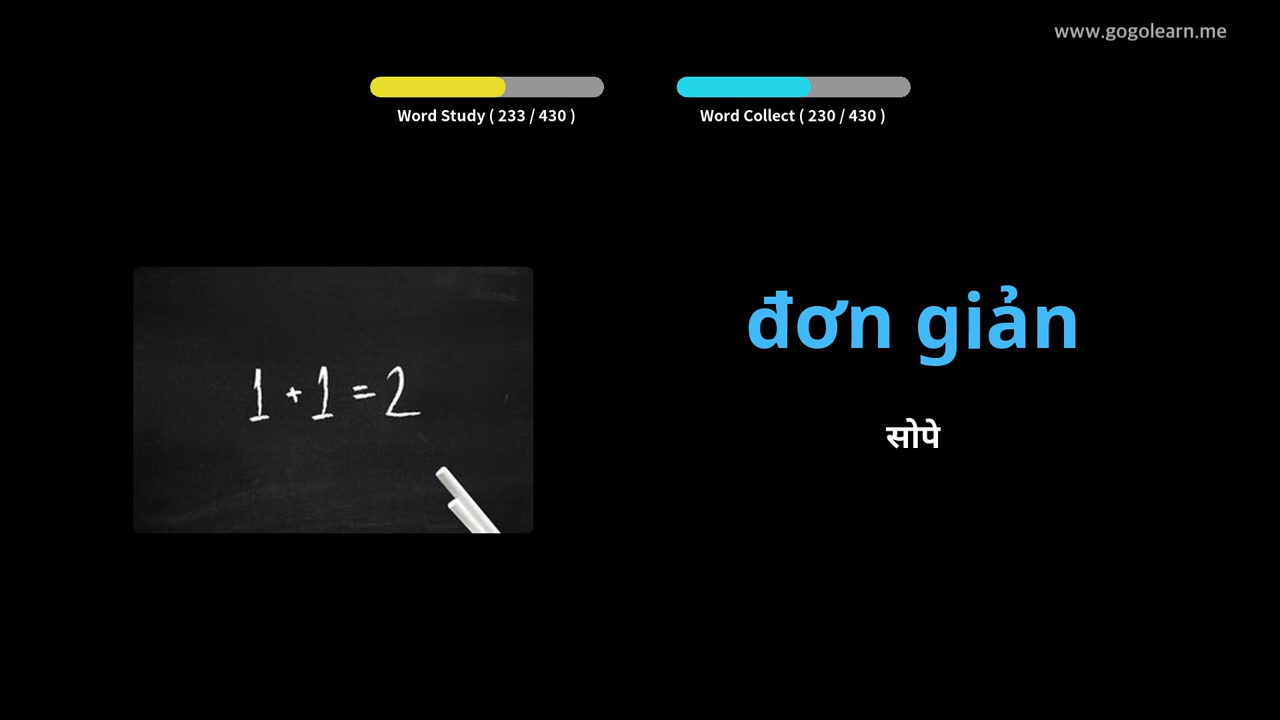 www.gogolearn.me
Word Study ( 233 / 430 )
Word Collect ( 230 / 430 )
1 + 1 = 2
đơn giản
सोपे